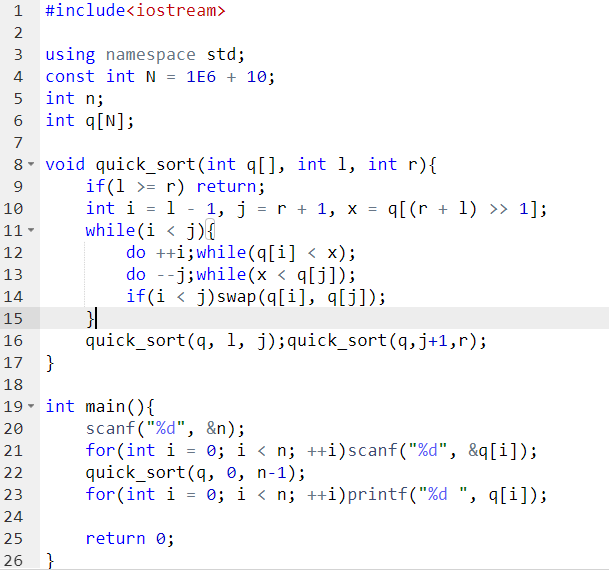 1 #include<iostream>
2
3 using namespace std;
4 const int N = 1E6 + 10;
5 int n;
6 int q[N];
7
8 void quick_sort(int q[], int l, int r){
9     if(l >= r) return;
10     int i = l - 1, j = r + 1, x = q[(r + l) >> 1];
11     while(i < j){
12         do ++i;while(q[i] < x);
13         do --j;while(x < q[j]);
14         if(i < j)swap(q[i], q[j]);
15     }
16     quick_sort(q, l, j);quick_sort(q,j+1,r);
17 }
18
19 int main(){
20     scanf("%d", &n);
21     for(int i = 0; i < n; ++i)scanf("%d", &q[i]);
22     quick_sort(q, 0, n-1);
23     for(int i = 0; i < n; ++i)printf("%d ", q[i]);
24
25     return 0;
26 }